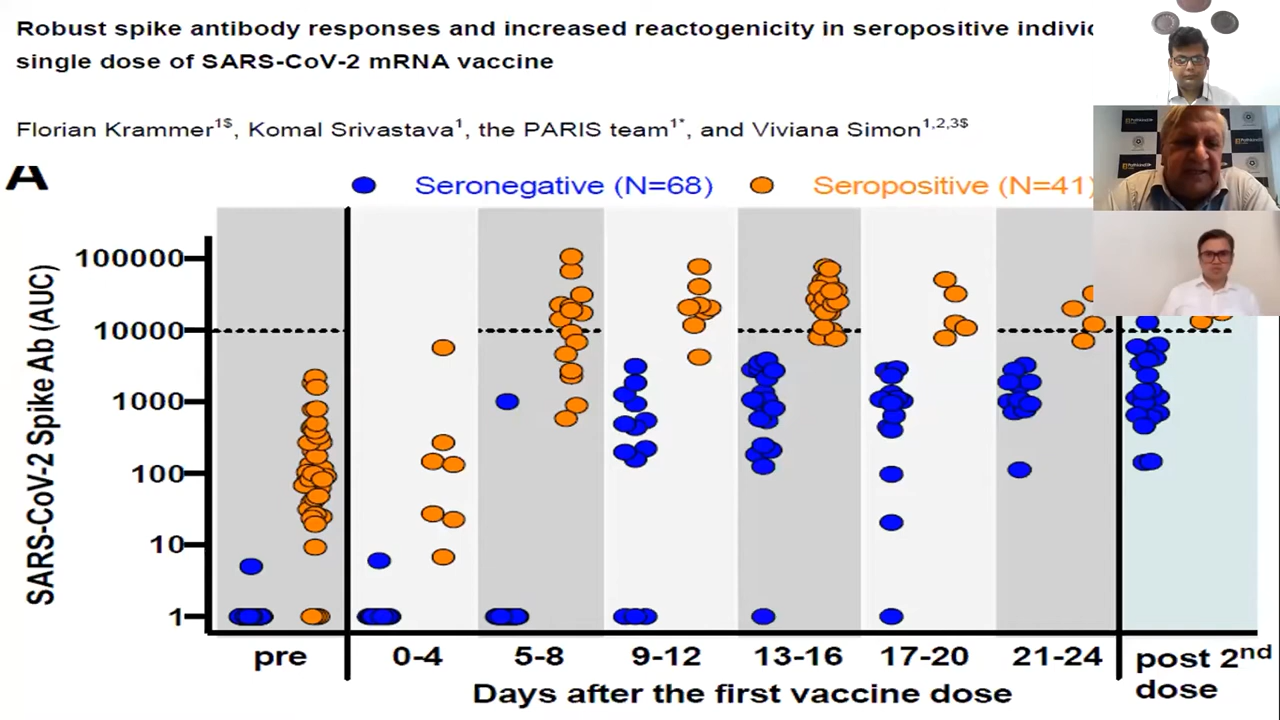 Robust spike antibody responses and increased reactogenicity in seropositive
single dose of SARS-CoV-2 mRNA vaccine
Florian Krammer1$, Komal Srivastava1, the PARIS team1*, and Viviana Simon1,2,3$
A
Seronegative (N=68)
Seropositive (N=41)
SARS-CoV-2 Spike Ab (AUC)
100000
10000
1000
100
10
1
pre
0-4
5-8
9-12
13-16
17-20
21-24
post 2nd
dose
Days after the first vaccine dose